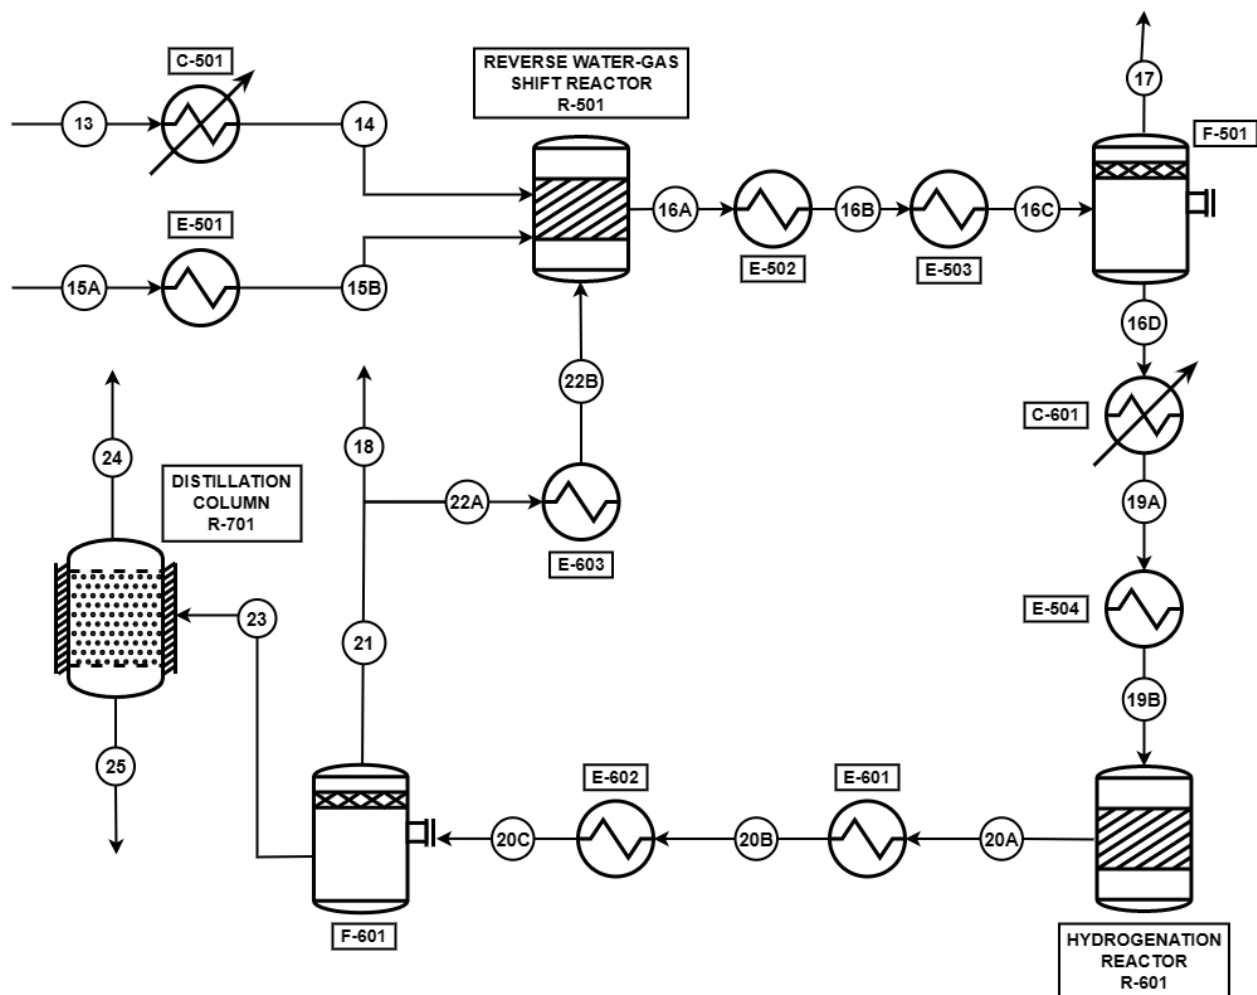 C-501
REVERSE WATER-GAS
SHIFT REACTOR
R-501
17
13
14
F-501
E-501
16A
16B
16C
E-502
E-503
15A
15B
16D
22B
C-601
24
18
DISTILLATION
COLUMN
R-701
22A
19A
E-603
E-504
23
21
19B
25
E-602
E-601
20C
20B
20A
F-601
HYDROGENATION
REACTOR
R-601